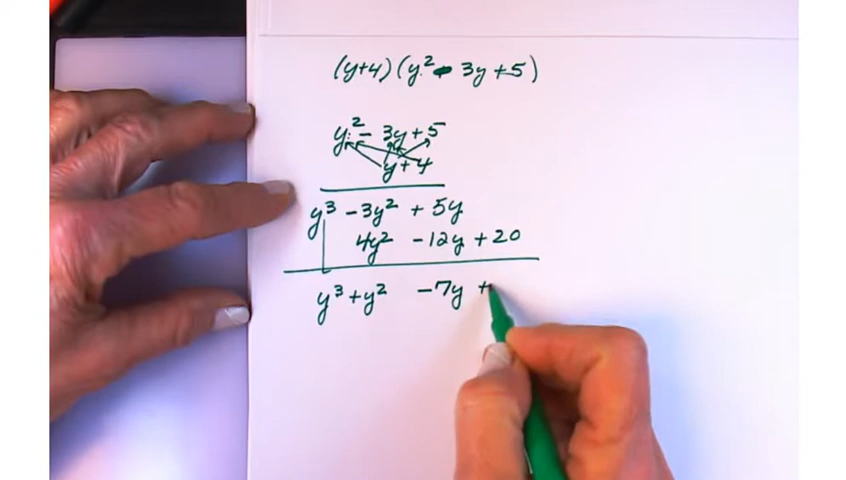 (y+4)(y² - 3y+5)
y² - 3y+5
y+4
y³ -3y² + 5y
4y² -12y +20
y³ +y² -7y +